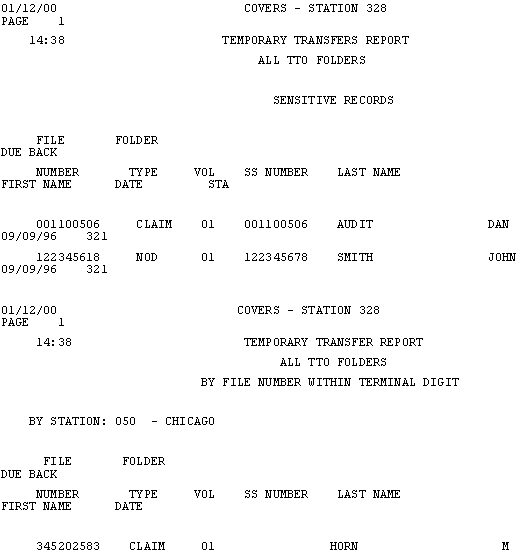 01/12/00 COVERS - STATION 328
PAGE 1
14:38 TEMPORARY TRANSFERS REPORT
ALL TTO FOLDERS
SENSITIVE RECORDS
FILE FOLDER
DUE BACK
NUMBER TYPE VOL SS NUMBER LAST NAME
FIRST NAME DATE STA
001100506 CLAIM 01 001100506 AUDIT DAN
09/09/96 321
122345618 NOD 01 122345678 SMITH JOHN
09/09/96 321
01/12/00 COVERS - STATION 328
PAGE 1
14:38 TEMPORARY TRANSFER REPORT
ALL TTO FOLDERS
BY FILE NUMBER WITHIN TERMINAL DIGIT
BY STATION: 050 - CHICAGO
FILE FOLDER
DUE BACK
NUMBER TYPE VOL SS NUMBER LAST NAME
FIRST NAME DATE
345202583 CLAIM 01 HORN M